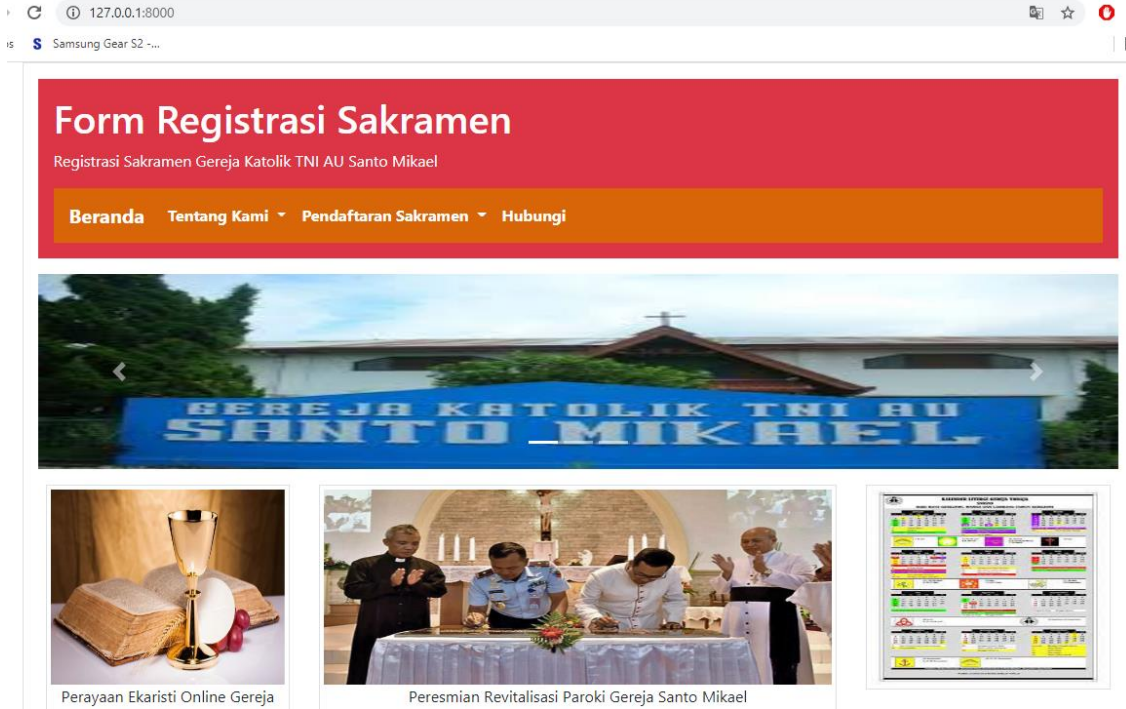 127.0.0.1:8000
Samsung Gear S2 -...
Form Registrasi Sakramen
Registrasi Sakramen Gereja Katolik TNI AU Santo Mikael
Beranda Tentang Kami Pendaftaran Sakramen Hubungi
GEREJA KATOLIK TNI AU
SANTO MIKAEL
Perayaan Ekaristi Online Gereja
Peresmian Revitalisasi Paroki Gereja Santo Mikael